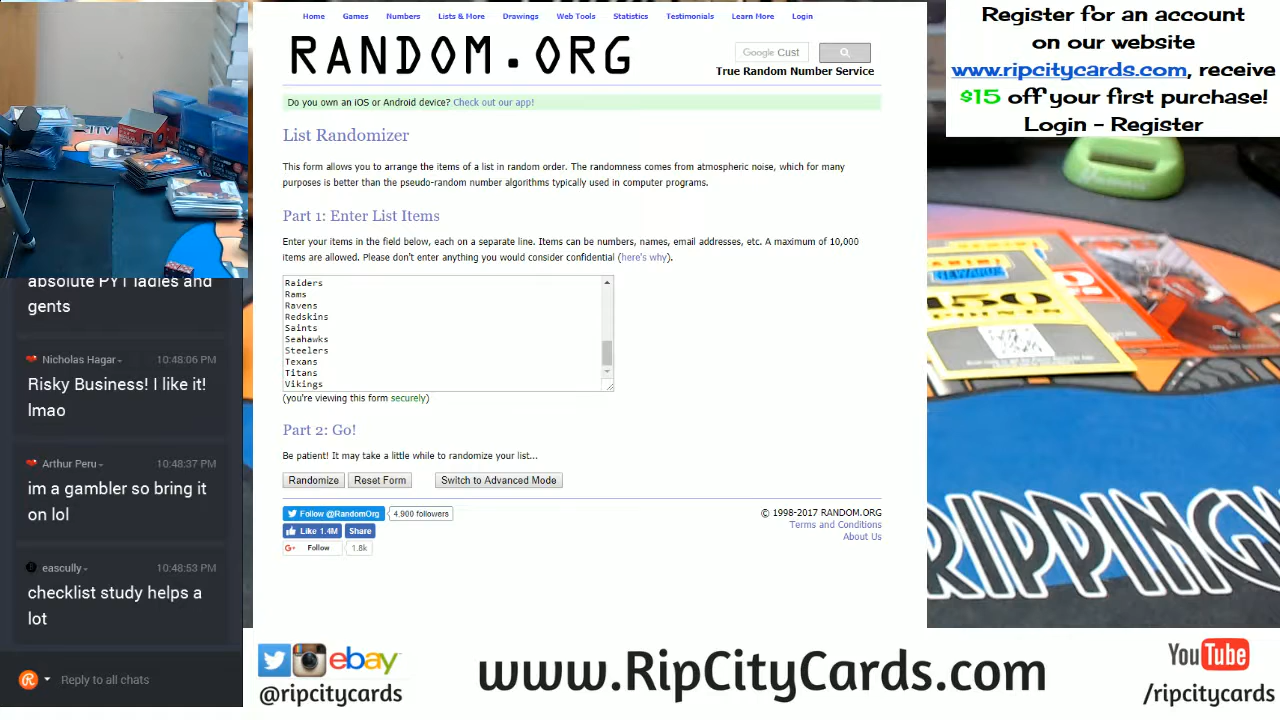 Home Games Numbers Lists & More Drawings Web Tools Statistics Testimonials Learn More Login
RANDOM.ORG
Google Cust
True Random Number Service
Do you own an iOS or Android device? Check out our app!
List Randomizer
This form allows you to arrange the items of a list in random order. The randomness comes from atmospheric noise, which for many
purposes is better than the pseudo-random number algorithms typically used in computer programs.
Part 1: Enter List Items
Enter your items in the field below, each on a separate line. Items can be numbers, names, email addresses, etc. A maximum of 10,000
items are allowed. Please don't enter anything you would consider confidential (here's why).
Raiders
Rams
Ravens
Redskins
Saints
Seahawks
Steelers
Texans
Titans
Vikings
(you're viewing this form securely)
Part 2: Go!
Be patient! It may take a little while to randomize your list...
Randomize Reset Form Switch to Advanced Mode
Follow @RandomOrg 4,900 followers
Like 1.4M Share
Follow 1.8k
© 1998-2017 RANDOM.ORG
Terms and Conditions
About Us
Register for an account
on our website
www.ripcitycards.com, receive
$15 off your first purchase!
Login - Register
absolute PYT ladies and
gents
Nicholas Hagar 10:48:06 PM
Risky Business! I like it!
lmao
Arthur Peru 10:48:37 PM
im a gambler so bring it
on lol
eascully 10:48:53 PM
checklist study helps a
lot
Reply to all chats
REWARDS
RIPPING
ebay
@ripcitycards
www.RipCityCards.com
YouTube
/ripcitycards